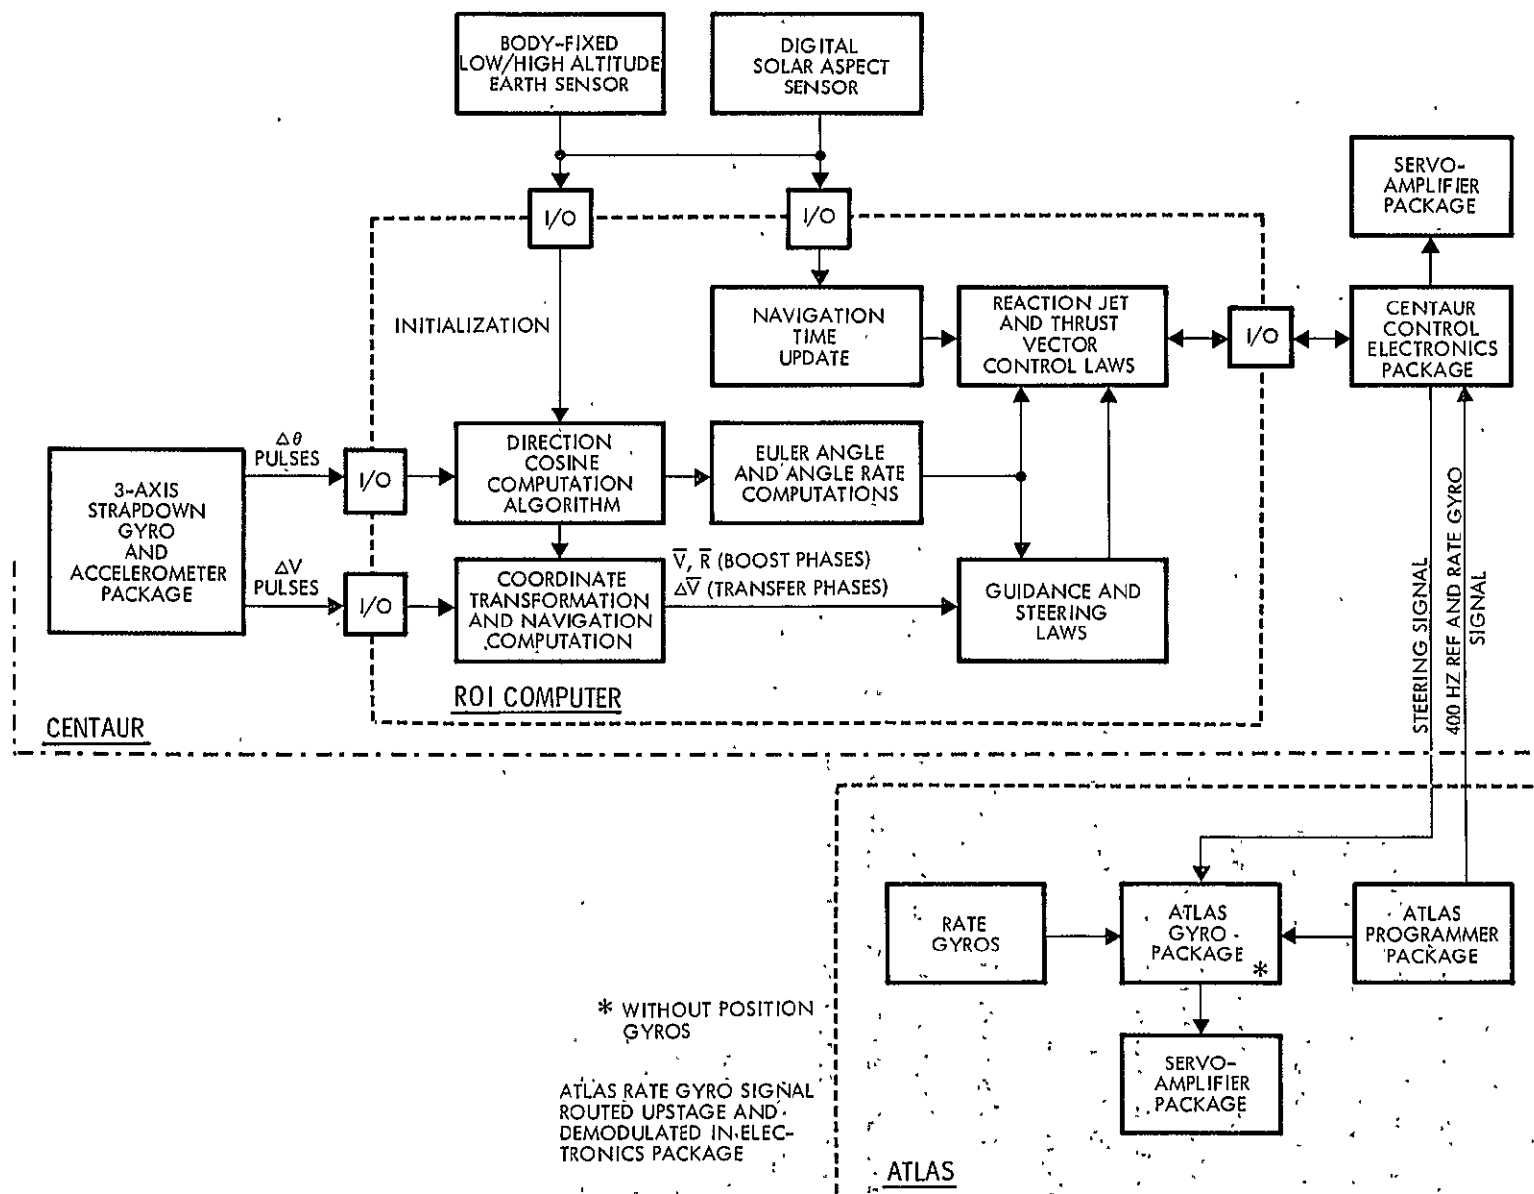 BODY-FIXED
LOW/HIGH ALTITUDE
EARTH SENSOR
DIGITAL
SOLAR ASPECT
SENSOR
SERVO-
AMPLIFIER
PACKAGE
I/O
I/O
INITIALIZATION
NAVIGATION
TIME
UPDATE
REACTION JET
AND THRUST
VECTOR
CONTROL LAWS
I/O
CENTAUR
CONTROL
ELECTRONICS
PACKAGE
3-AXIS
STRAPDOWN
GYRO
AND
ACCELEROMETER
PACKAGE
Δθ
PULSES
I/O
DIRECTION
COSINE
COMPUTATION
ALGORITHM
EULER ANGLE
AND ANGLE RATE
COMPUTATIONS
ΔV
PULSES
I/O
COORDINATE
TRANSFORMATION
AND NAVIGATION
COMPUTATION
V̅, R̅ (BOOST PHASES)
ΔV̅ (TRANSFER PHASES)
GUIDANCE AND
STEERING
LAWS
STEERING SIGNAL
400 HZ REF AND RATE GYRO
SIGNAL
ROI COMPUTER
CENTAUR
RATE
GYROS
ATLAS
GYRO
PACKAGE
*
ATLAS
PROGRAMMER
PACKAGE
SERVO-
AMPLIFIER
PACKAGE
* WITHOUT POSITION
GYROS
ATLAS RATE GYRO SIGNAL
ROUTED UPSTAGE AND
DEMODULATED IN ELEC-
TRONICS PACKAGE
ATLAS